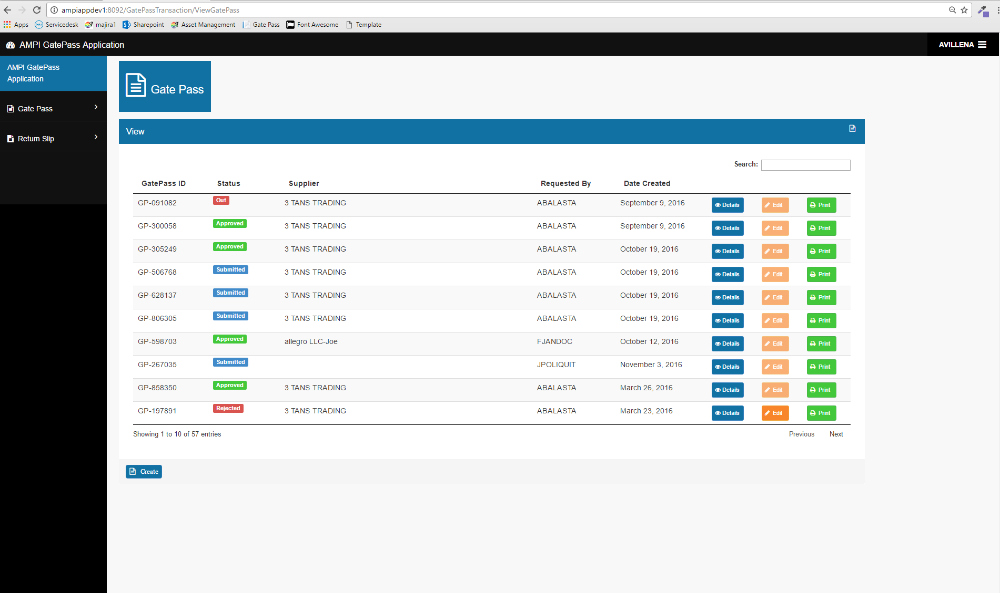 ampiappdev1:8092/GatePassTransaction/ViewGatePass
Apps Servicedesk majira1 Sharepoint Asset Management Gate Pass Font Awesome Template
AMPI GatePass Application
AVILLENA
AMPI GatePass
Application
Gate Pass
Return Slip
Gate Pass
View
Search:
GatePass ID Status Supplier Requested By Date Created
GP-091082 Out 3 TANS TRADING ABALASTA September 9, 2016 Details Edit Print
GP-300058 Approved 3 TANS TRADING ABALASTA September 9, 2016 Details Edit Print
GP-305249 Approved 3 TANS TRADING ABALASTA October 19, 2016 Details Edit Print
GP-506768 Submitted 3 TANS TRADING ABALASTA October 19, 2016 Details Edit Print
GP-628137 Submitted 3 TANS TRADING ABALASTA October 19, 2016 Details Edit Print
GP-806305 Submitted 3 TANS TRADING ABALASTA October 19, 2016 Details Edit Print
GP-598703 Approved allegro LLC-Joe FJANDOC October 12, 2016 Details Edit Print
GP-267035 Submitted JPOLIQUIT November 3, 2016 Details Edit Print
GP-858350 Approved 3 TANS TRADING ABALASTA March 26, 2016 Details Edit Print
GP-197891 Rejected 3 TANS TRADING ABALASTA March 23, 2016 Details Edit Print
Showing 1 to 10 of 57 entries
Previous Next
Create